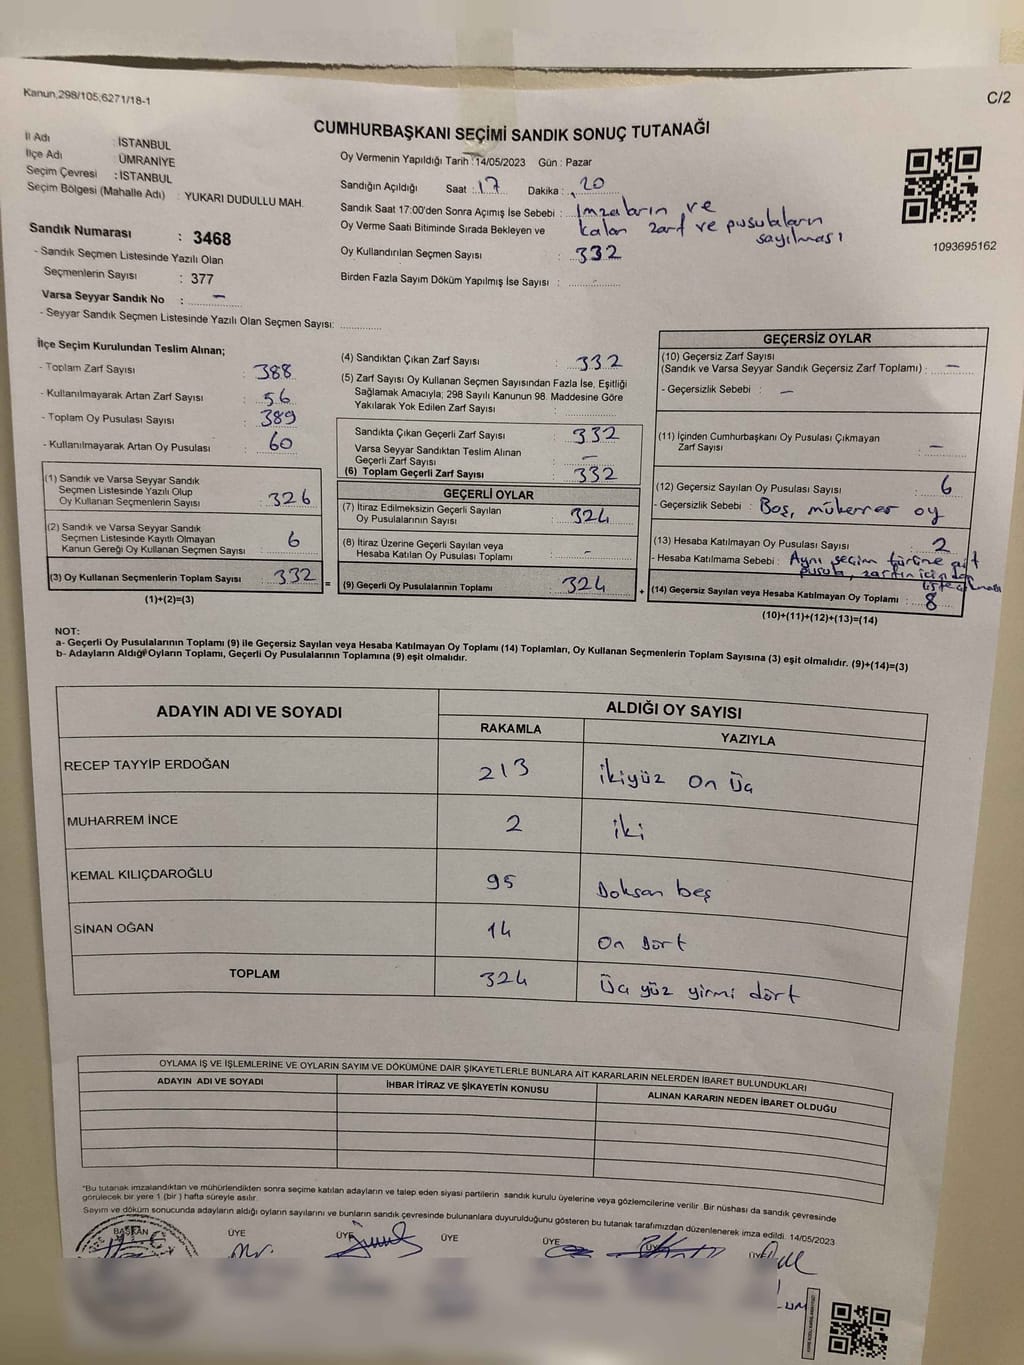 Kanun,298/105,6271/18-1
C/2
CUMHURBAŞKANI SEÇİMİ SANDIK SONUÇ TUTANAĞI
İl Adı : İSTANBUL
İlçe Adı : ÜMRANİYE
Seçim Çevresi : İSTANBUL
Seçim Bölgesi (Mahalle Adı) : YUKARI DUDULLU MAH.
Sandık Numarası : 3468
- Sandık Seçmen Listesinde Yazılı Olan
Seçmenlerin Sayısı : 377
Varsa Seyyar Sandık No : -
- Seyyar Sandık Seçmen Listesinde Yazılı Olan Seçmen Sayısı:
Oy Vermenin Yapıldığı Tarih : 14/05/2023 Gün : Pazar
Sandığın Açıldığı Saat : 17 Dakika : 20
Sandık Saat 17:00'den Sonra Açımış İse Sebebi : İmzaların ve
Oy Verme Saati Bitiminde Sırada Bekleyen ve kalan zarf ve pusulaların
sayılması
Oy Kullandırılan Seçmen Sayısı : 332
Birden Fazla Sayım Döküm Yapılmış İse Sayısı : -
1093695162
İlçe Seçim Kurulundan Teslim Alınan;
- Toplam Zarf Sayısı : 388
- Kullanılmayarak Artan Zarf Sayısı : 56
- Toplam Oy Pusulası Sayısı : 389
- Kullanılmayarak Artan Oy Pusulası : 60
(1) Sandık ve Varsa Seyyar Sandık
Seçmen Listesinde Yazılı Olup
Oy Kullanan Seçmenlerin Sayısı : 326
(2) Sandık ve Varsa Seyyar Sandık
Seçmen Listesinde Kayıtlı Olmayan
Kanun Gereği Oy Kullanan Seçmen Sayısı : 6
(3) Oy Kullanan Seçmenlerin Toplam Sayısı : 332 =
(1)+(2)=(3)
(4) Sandıktan Çıkan Zarf Sayısı : 332
(5) Zarf Sayısı Oy Kullanan Seçmen Sayısından Fazla İse, Eşitliği
Sağlamak Amacıyla; 298 Sayılı Kanunun 98. Maddesine Göre
Yakılarak Yok Edilen Zarf Sayısı :
Sandıkta Çıkan Geçerli Zarf Sayısı : 332
Varsa Seyyar Sandıktan Teslim Alınan
Geçerli Zarf Sayısı : -
(6) Toplam Geçerli Zarf Sayısı : 332
GEÇERLİ OYLAR
(7) İtiraz Edilmeksizin Geçerli Sayılan
Oy Pusulalarının Sayısı : 324
(8) İtiraz Üzerine Geçerli Sayılan veya
Hesaba Katılan Oy Pusulası Toplamı : -
(9) Geçerli Oy Pusulalarının Toplamı : 324 +
GEÇERSİZ OYLAR
(10) Geçersiz Zarf Sayısı
(Sandık ve Varsa Seyyar Sandık Geçersiz Zarf Toplamı) : -
- Geçersizlik Sebebi : -
(11) İçinden Cumhurbaşkanı Oy Pusulası Çıkmayan
Zarf Sayısı : -
(12) Geçersiz Sayılan Oy Pusulası Sayısı : 6
- Geçersizlik Sebebi : Boş, mükerrer oy
(13) Hesaba Katılmayan Oy Pusulası Sayısı : 2
- Hesaba Katılmama Sebebi : Aynı seçim türüne ait
pusula, zarfın içinden
(14) Geçersiz Sayılan veya Hesaba Katılmayan Oy Toplamı : 8
(10)+(11)+(12)+(13)=(14)
NOT:
a- Geçerli Oy Pusulalarının Toplamı (9) ile Geçersiz Sayılan veya Hesaba Katılmayan Oy Toplamı (14) Toplamları, Oy Kullanan Seçmenlerin Toplam Sayısına (3) eşit olmalıdır. (9)+(14)=(3)
b- Adayların Aldığı Oyların Toplamı, Geçerli Oy Pusulalarının Toplamına (9) eşit olmalıdır.
ADAYIN ADI VE SOYADI ALDIĞI OY SAYISI
RAKAMLA YAZIYLA
RECEP TAYYİP ERDOĞAN 213 ikiyüz on üç
MUHARREM İNCE 2 iki
KEMAL KILIÇDAROĞLU 95 Doksan beş
SİNAN OĞAN 14 on Dört
TOPLAM 324 Üç yüz yirmi dört
OYLAMA İŞ VE İŞLEMLERİNE VE OYLARIN SAYIM VE DÖKÜMÜNE DAİR ŞİKAYETLERLE BUNLARA AİT KARARLARIN NELERDEN İBARET BULUNDUKLARI
ADAYIN ADI VE SOYADI İHBAR İTİRAZ VE ŞİKAYETİN KONUSU ALINAN KARARIN NEDEN İBARET OLDUĞU
"Bu tutanak imzalandıktan ve mühürlendikten sonra seçime katılan adayların ve talep eden siyasi partilerin sandık kurulu üyelerine veya gözlemcilerine verilir. Bir nüshası da sandık çevresinde
görülecek bir yere 1 (bir ) hafta süreyle asılır.
Sayım ve döküm sonucunda adayların aldığı oyların sayılarını ve bunların sandık çevresinde bulunanlara duyurulduğunu gösteren bu tutanak tarafımızdan düzenlenerek imza edildi. 14/05/2023
BAŞKAN ÜYE ÜYE ÜYE ÜYE ÜYE ÜYE